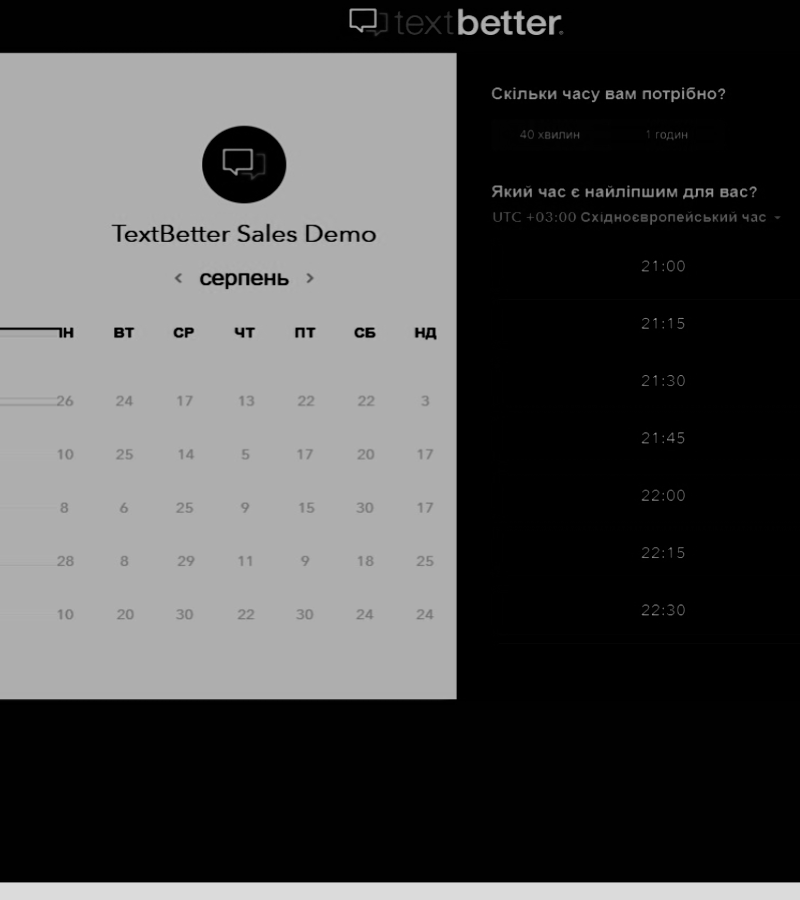 textbetter.
TextBetter Sales Demo
< серпень >
ПН ВТ СР ЧТ ПТ СБ НД
26 24 17 13 22 22 3
10 25 14 5 17 20 17
8 6 25 9 15 30 17
28 8 29 11 9 18 25
10 20 30 22 30 24 24
Скільки часу вам потрібно?
40 хвилин 1 годин
Який час є найліпшим для вас?
UTC +03:00 Східноєвропейський час
21:00
21:15
21:30
21:45
22:00
22:15
22:30